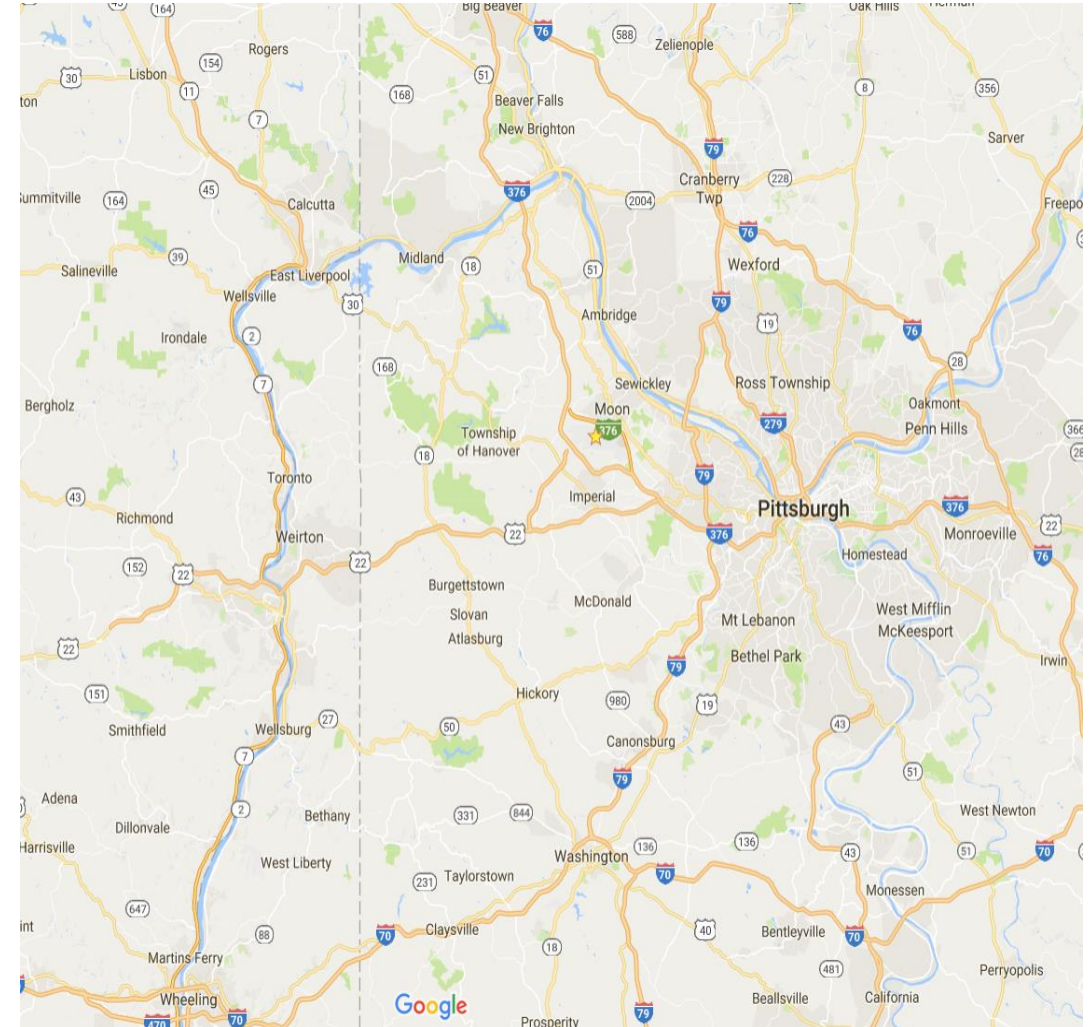 Big Beaver
76
588
Oak Hills
164
Rogers
Zelienople
154
30
Lisbon
51
11
168
8
356
Beaver Falls
7
New Brighton
Sarver
79
Cranberry
Twp
228
376
2004
45
164
Calcutta
76
39
Midland
18
51
Wexford
Salineville
East Liverpool
Wellsville
30
79
Ambridge
19
76
Irondale
2
28
168
7
Sewickley
Ross Township
Bergholz
Moon
376
279
Oakmont
Penn Hills
Township
of Hanover
18
79
Toronto
43
Imperial
Pittsburgh
376
Richmond
Weirton
22
376
Monroeville
22
22
76
152
22
Homestead
Burgettstown
McDonald
Slovan
Atlasburg
Mt Lebanon
West Mifflin
McKeesport
22
Bethel Park
79
Irwin
151
Hickory
980
19
Smithfield
Wellsburg
27
50
43
Canonsburg
7
79
51
Adena
2
Bethany
331
844
West Newton
Dillonvale
Harrisville
Washington
136
136
43
51
70
West Liberty
231
Taylorstown
70
Monessen
647
88
70
Claysville
18
40
Bentleyville
70
Martins Ferry
481
Perryopolis
Wheeling
Google
Beallsville
California
470
70
Prosperity
79